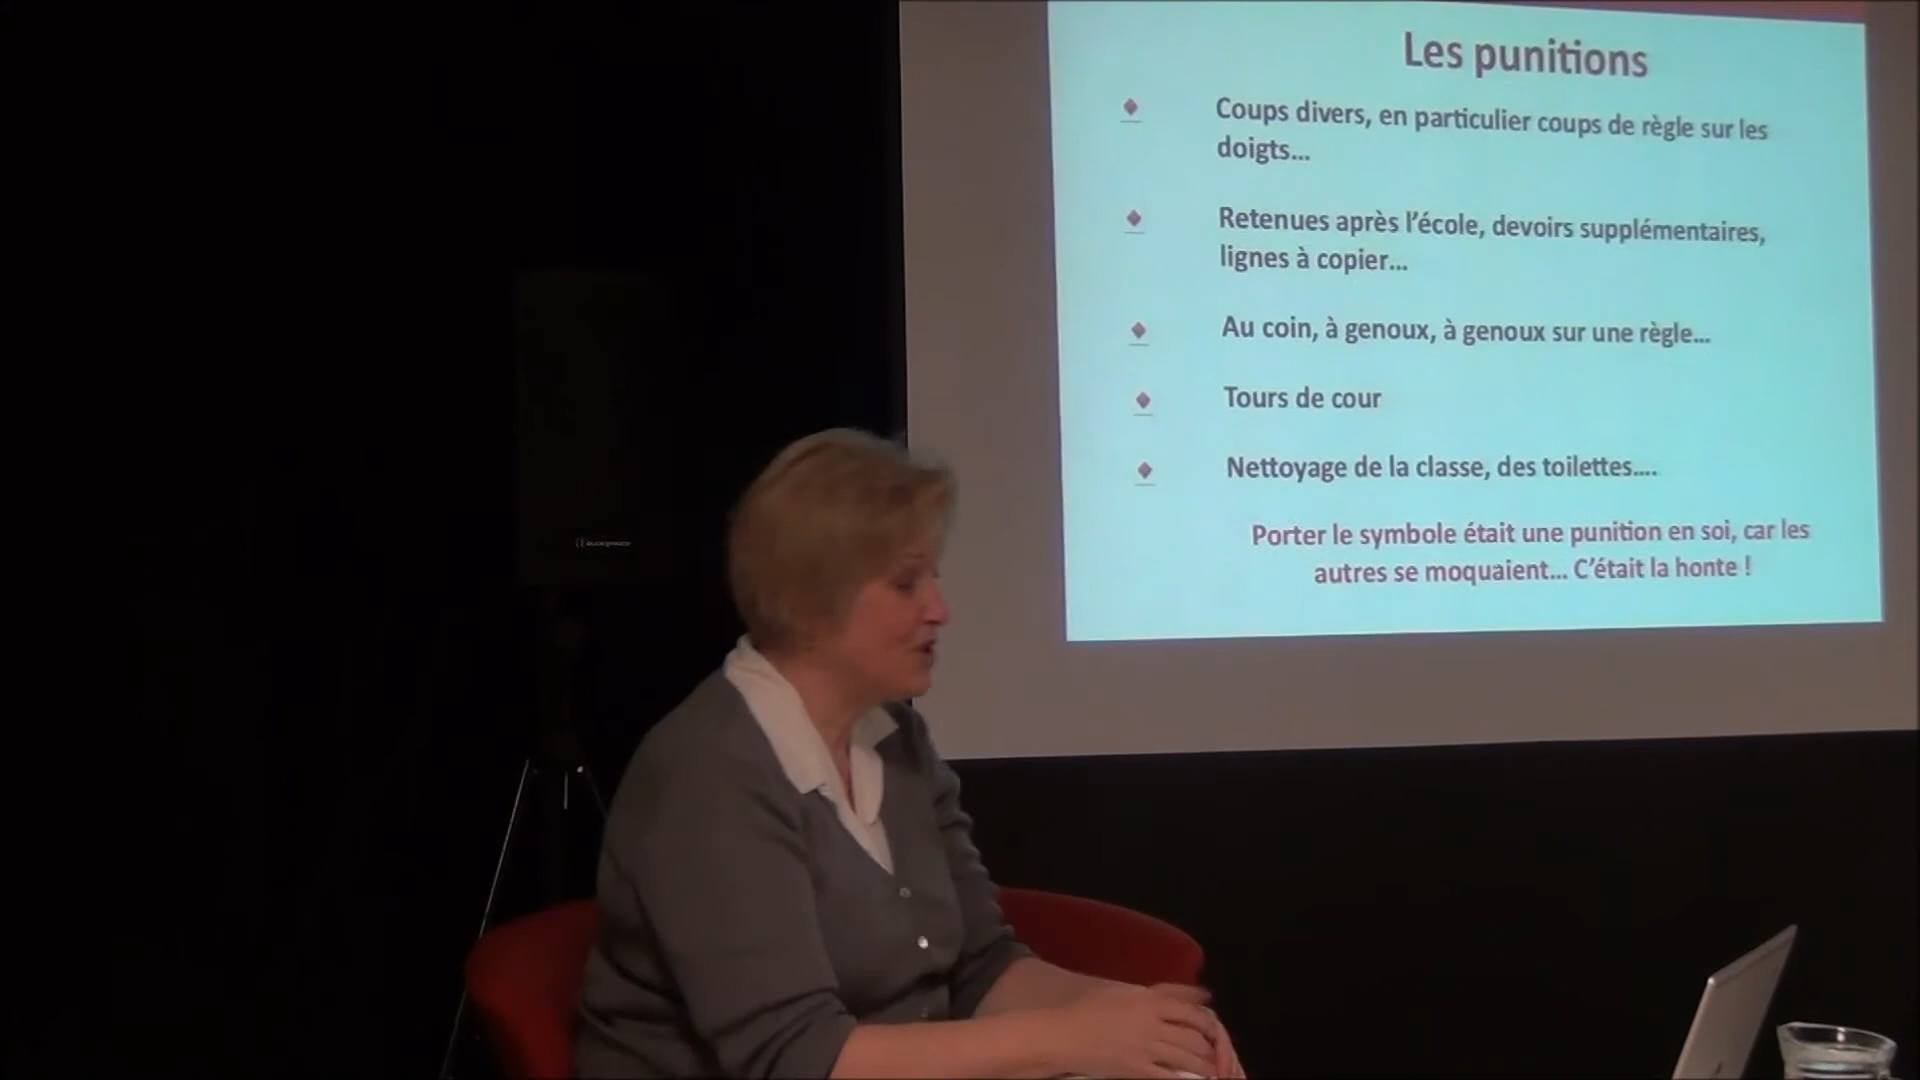 Les punitions
Coups divers, en particulier coups de règle sur les
doigts...
Retenues après l'école, devoirs supplémentaires,
lignes à copier...
Au coin, à genoux, à genoux sur une règle...
Tours de cour
Nettoyage de la classe, des toilettes....
Porter le symbole était une punition en soi, car les
autres se moquaient... C'était la honte !